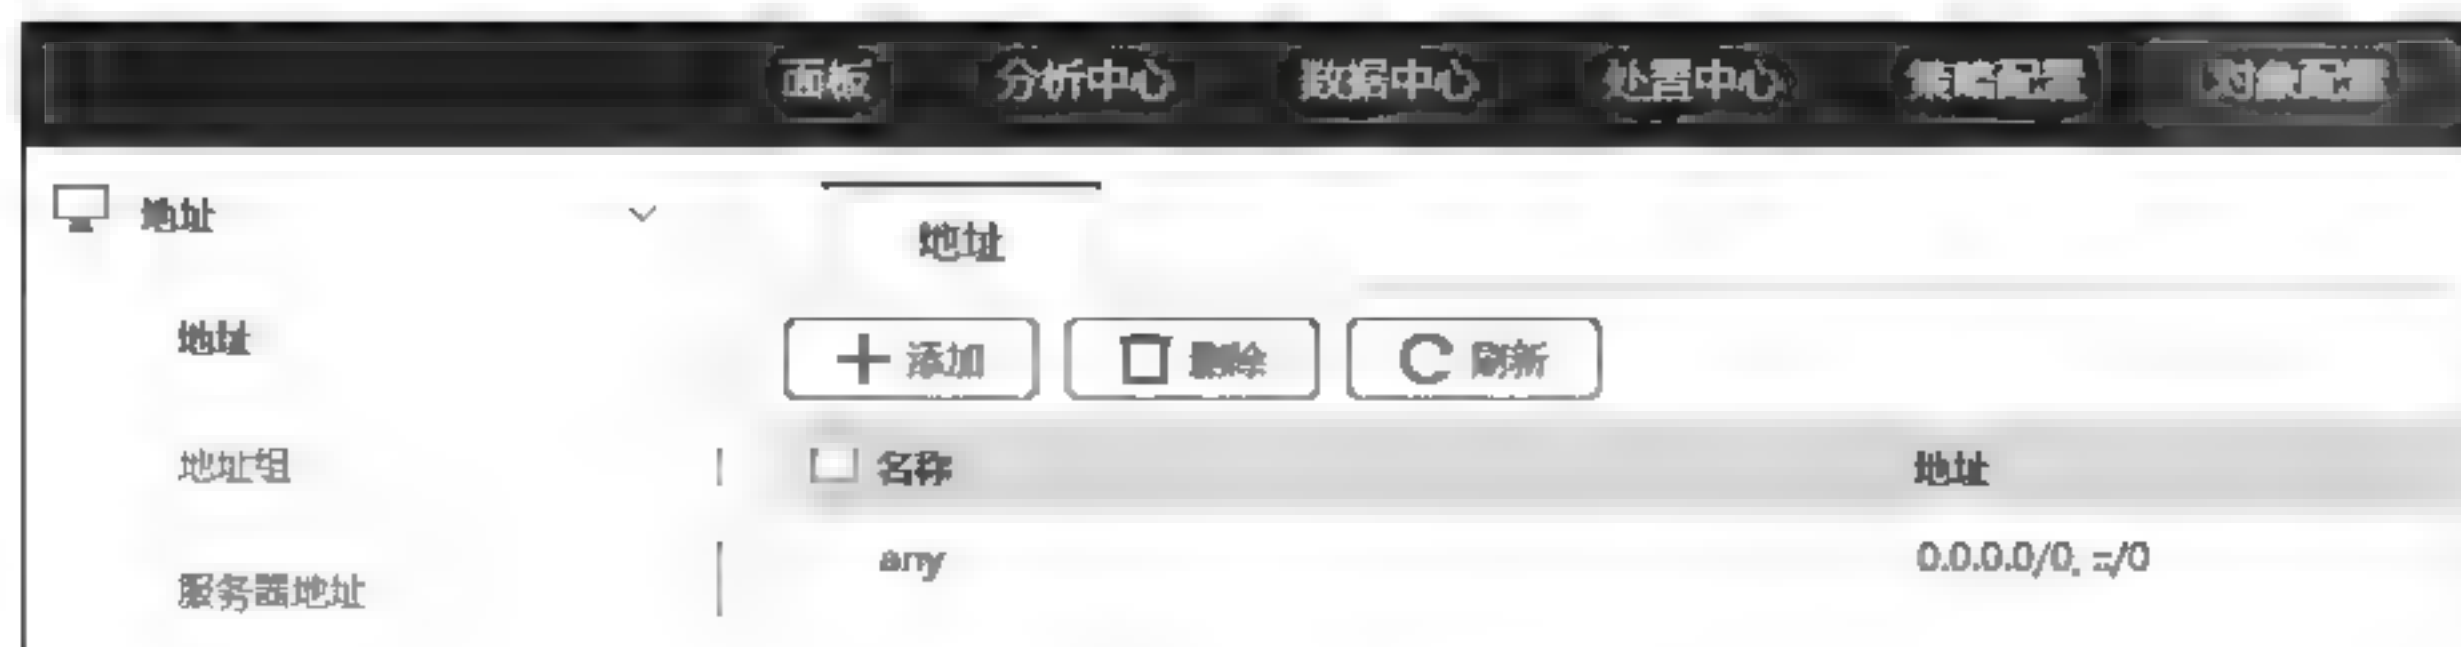 面板 分析中心 数据中心 处置中心 策略配置 对象配置
地址
地址
地址组
服务器地址
地址
添加 删除 刷新
名称 地址
any 0.0.0.0/0, ::/0